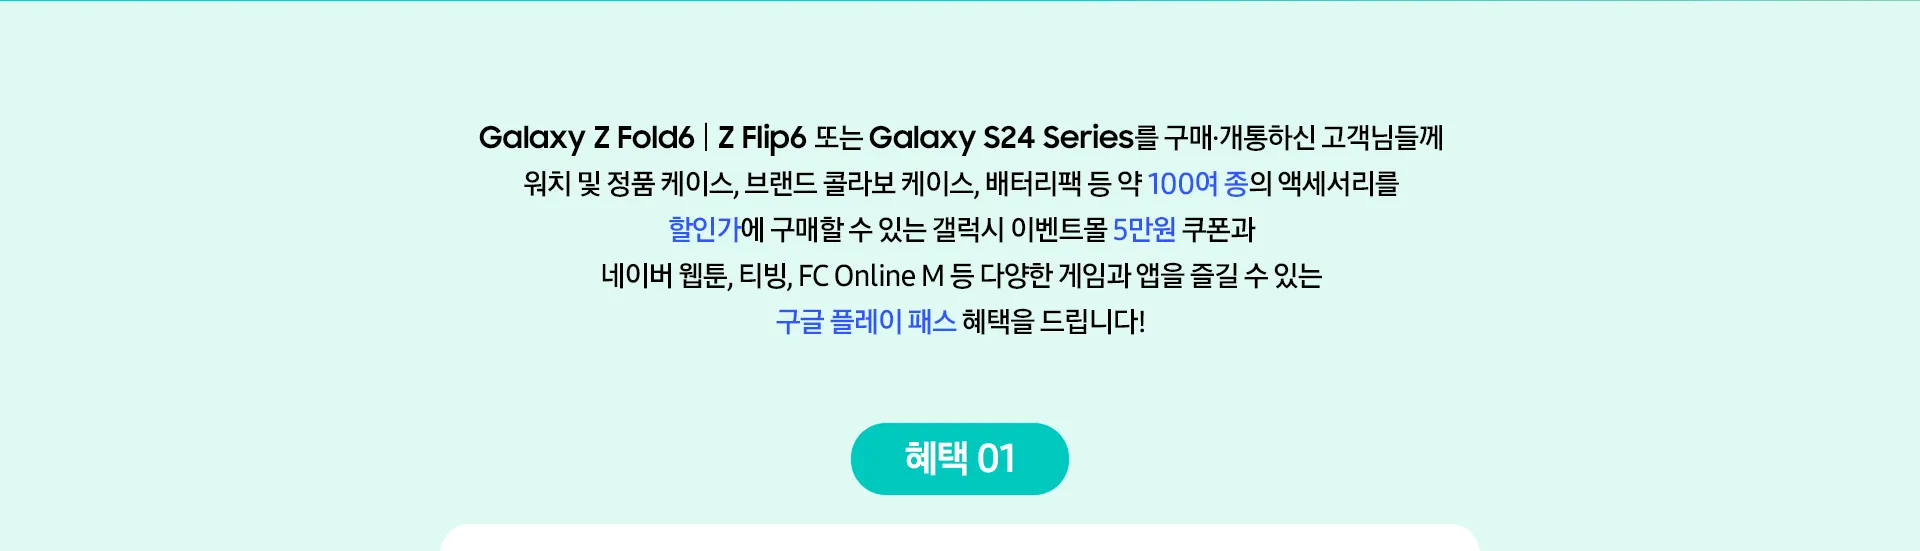 Galaxy Z Fold6 | Z Flip6 또는 Galaxy S24 Series를 구매·개통하신 고객님들께
워치 및 정품 케이스, 브랜드 콜라보 케이스, 배터리팩 등 약 100여 종의 액세서리를
할인가에 구매할 수 있는 갤럭시 이벤트몰 5만원 쿠폰과
네이버 웹툰, 티빙, FC Online M 등 다양한 게임과 앱을 즐길 수 있는
구글 플레이 패스 혜택을 드립니다!
혜택 01